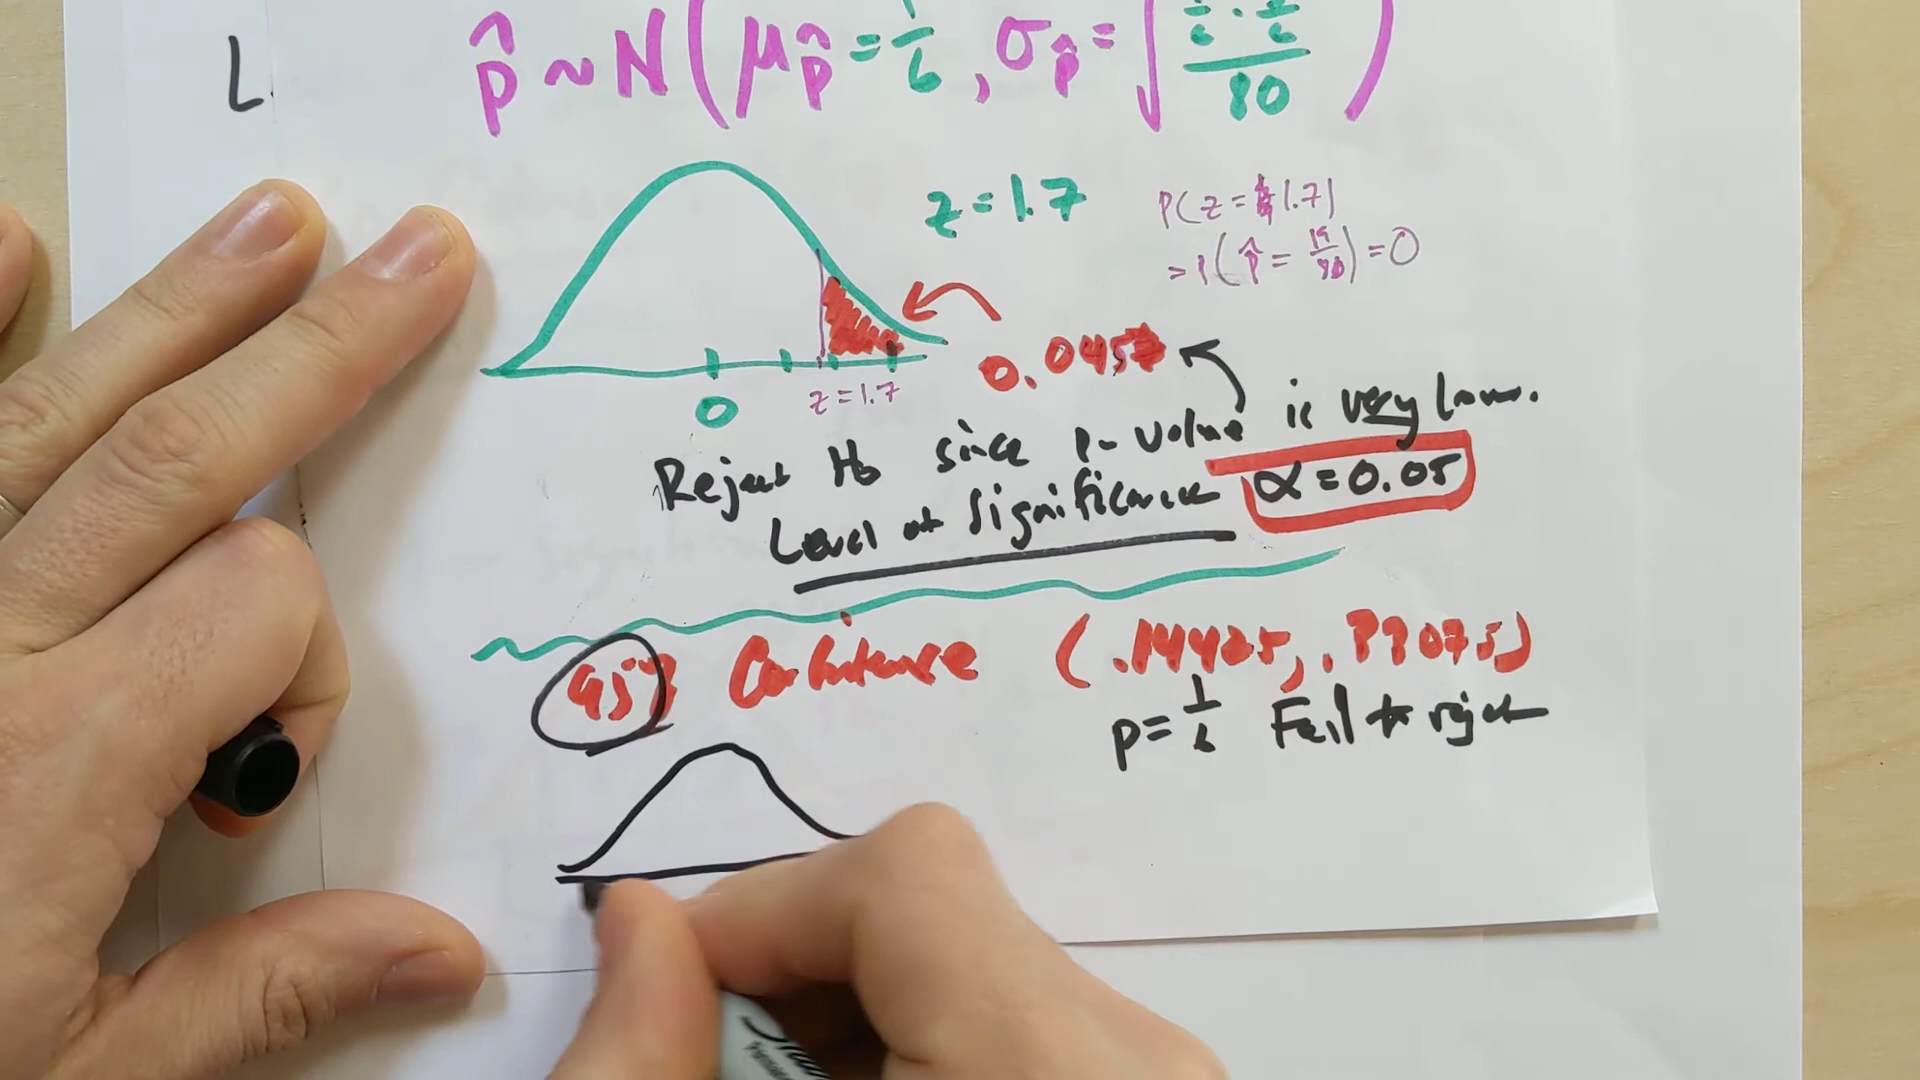 L
p̂ ~ N(μp̂ = 1/6, σp̂ = √(1/6 · 5/6 / 80))
z=1.7
P(z = 1.7)
= P(p̂ = 19/80) = 0
0.045
0
z=1.7
Reject H₀ since p-value is very low.
Level of Significance α=0.05
95% Confidence (.14425, .33075)
p=1/6 Fail to reject